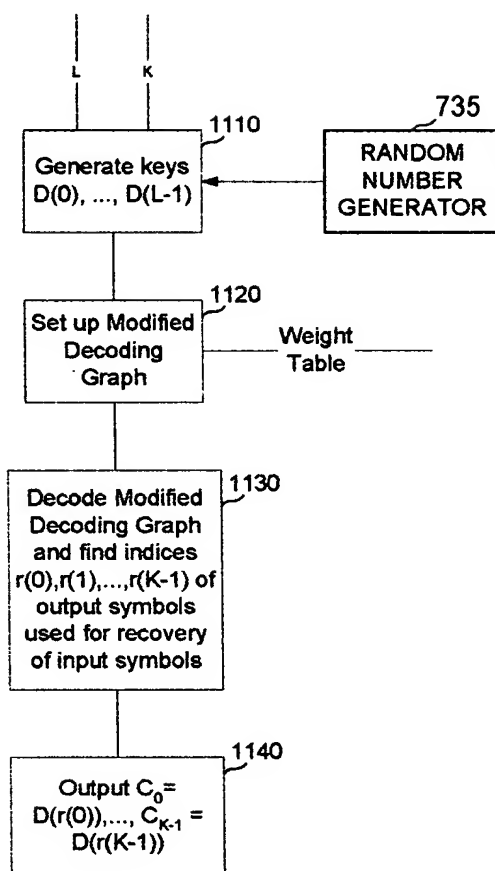 L
K
1110
735
Generate keys
D(0), ..., D(L-1)
RANDOM
NUMBER
GENERATOR
1120
Set up Modified
Decoding
Graph
Weight
Table
1130
Decode Modified
Decoding Graph
and find indices
r(0),r(1),...,r(K-1) of
output symbols
used for recovery
of input symbols
1140
Output C₀=
D(r(0)),..., C_K-1 =
D(r(K-1))